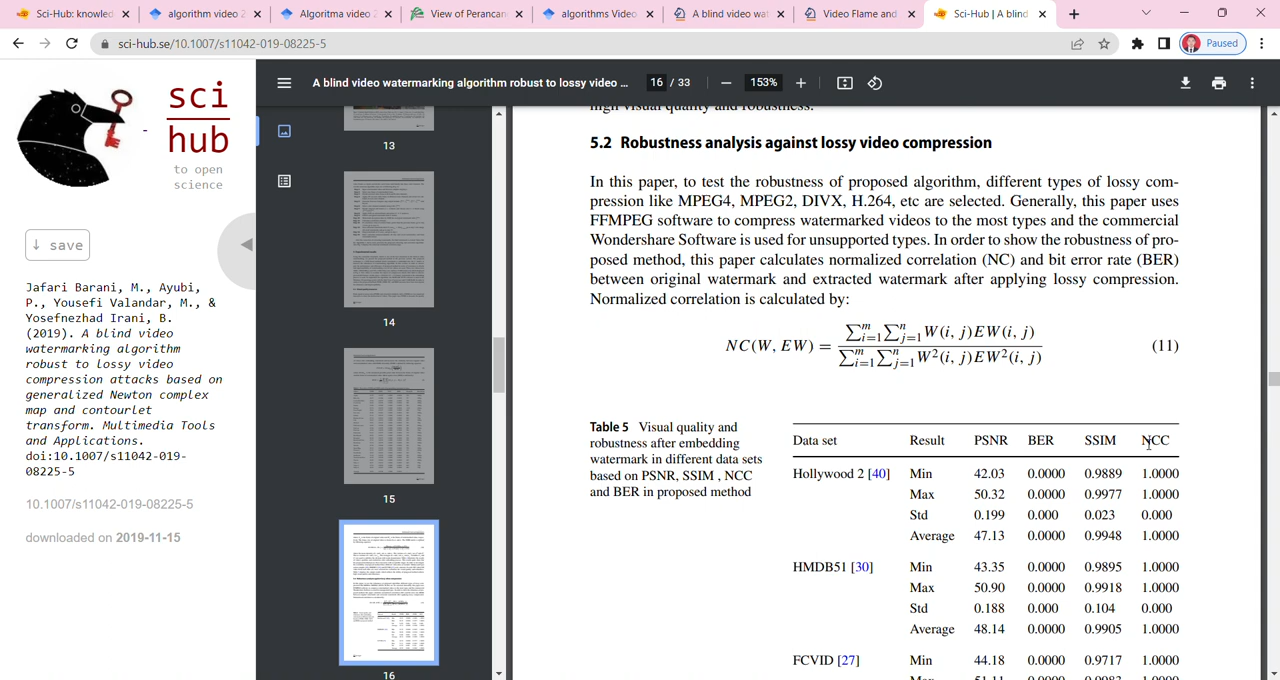 Sci-Hub: knowled
algorithm video 2
Algoritma video 2
View of Perancan
algorithms Video
A blind video wat
Video Flame and
Sci-Hub | A blind
sci-hub.se/10.1007/s11042-019-08225-5
Paused
sci
hub
to open
science
↓ save
Jafari Barani, M., Ayubi,
P., Yousefi Valandar, M., &
Yosefnezhad Irani, B.
(2019). A blind video
watermarking algorithm
robust to lossy video
compression attacks based on
generalized Newton complex
map and contourlet
transform. Multimedia Tools
and Applications.
doi:10.1007/s11042-019-
08225-5
10.1007/s11042-019-08225-5
downloaded on 2019-11-15
A blind video watermarking algorithm robust to lossy video ...
16 / 33
153%
13
14
15
16
high visual quality and robustness.
5.2 Robustness analysis against lossy video compression
In this paper, to test the robustness of proposed algorithm, different types of lossy com-
pression like MPEG4, MPEG2, DIVX, H.264, etc are selected. Generally, this paper uses
FFMPEG software to compress watermarked videos to the most types and the commercial
Wondershare Software is used for unsupported types. In order to show the robustness of pro-
posed method, this paper calculates normalized correlation (NC) and bit error rate (BER)
between original watermark and extracted watermark after applying lossy compression.
Normalized correlation is calculated by:
NC(W, EW) = \frac{\sum_{i=1}^{m} \sum_{j=1}^{n} W(i, j)EW(i, j)}{\sum_{i=1}^{m} \sum_{j=1}^{n} W^2(i, j)EW^2(i, j)} (11)
Table 5 Visual quality and
robustness after embedding
watermark in different data sets
based on PSNR, SSIM , NCC
and BER in proposed method
Data set Result PSNR BER SSIM NCC
Hollywood 2 [40] Min 42.03 0.0000 0.9889 1.0000
Max 50.32 0.0000 0.9977 1.0000
Std 0.199 0.000 0.023 0.000
Average 47.13 0.0000 0.9948 1.0000
HMDB51 [30] Min 43.35 0.0000 0.9895 1.0000
Max 50.90 0.0000 0.9918 1.0000
Std 0.188 0.000 0.104 0.000
Average 48.14 0.0000 0.9905 1.0000
FCVID [27] Min 44.18 0.0000 0.9717 1.0000